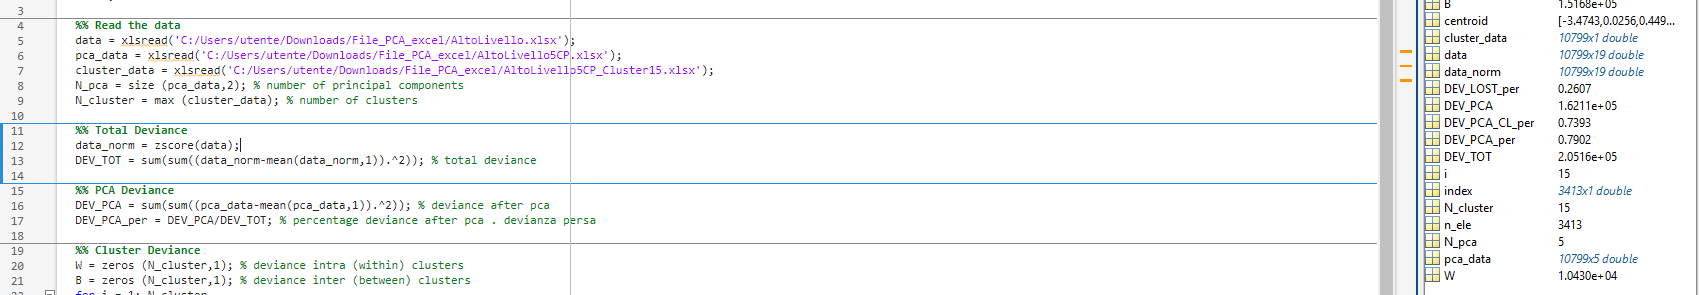 3
4 %% Read the data
5 data = xlsread('C:/Users/utente/Downloads/File_PCA_excel/AltoLivello.xlsx');
6 pca_data = xlsread('C:/Users/utente/Downloads/File_PCA_excel/AltoLivello5CP.xlsx');
7 cluster_data = xlsread('C:/Users/utente/Downloads/File_PCA_excel/AltoLivello5CP_Cluster15.xlsx');
8 N_pca = size (pca_data,2); % number of principal components
9 N_cluster = max (cluster_data); % number of clusters
10
11 %% Total Deviance
12 data_norm = zscore(data);
13 DEV_TOT = sum(sum((data_norm-mean(data_norm,1)).^2)); % total deviance
14
15 %% PCA Deviance
16 DEV_PCA = sum(sum((pca_data-mean(pca_data,1)).^2)); % deviance after pca
17 DEV_PCA_per = DEV_PCA/DEV_TOT; % percentage deviance after pca . devianza persa
18
19 %% Cluster Deviance
20 W = zeros (N_cluster,1); % deviance intra (within) clusters
21 B = zeros (N_cluster,1); % deviance inter (between) clusters
22 for i = 1: N_cluster
B 1.5168e+05
centroid [-3.4743,0.0256,0.449...
cluster_data 10799x1 double
data 10799x19 double
data_norm 10799x19 double
DEV_LOST_per 0.2607
DEV_PCA 1.6211e+05
DEV_PCA_CL_per 0.7393
DEV_PCA_per 0.7902
DEV_TOT 2.0516e+05
i 15
index 3413x1 double
N_cluster 15
n_ele 3413
N_pca 5
pca_data 10799x5 double
W 1.0430e+04